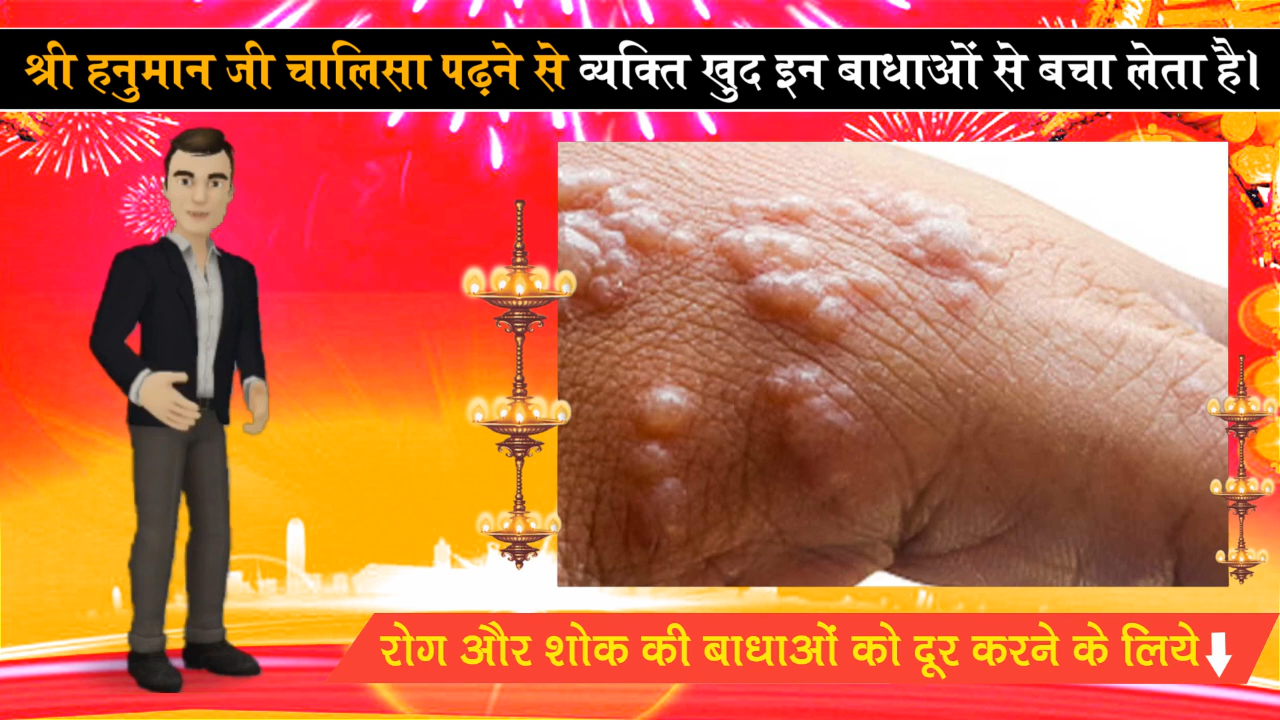 श्री हनुमान जी चालिसा पढ़ने से व्यक्ति खुद इन बाधाओं से बचा लेता है।
रोग और शोक की बाधाओं को दूर करने के लिये